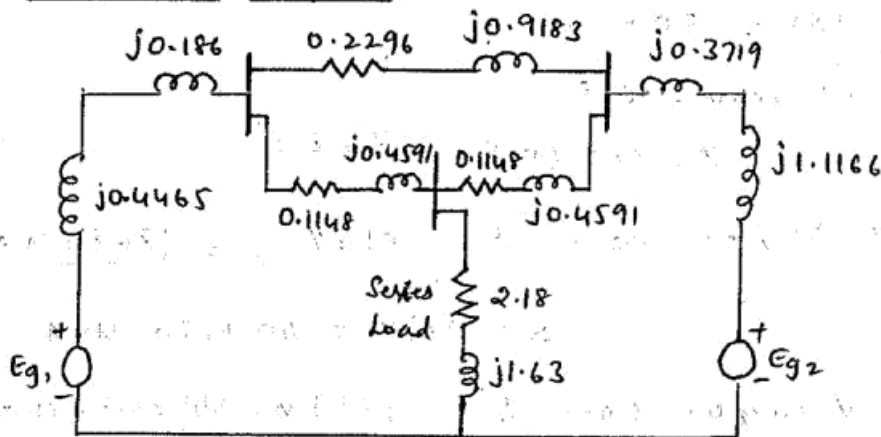 j0.186
0.2296
j0.9183
j0.3719
j0.4465
j0.4591
0.1148
j1.1166
0.1148
j0.4591
Series
Load
2.18
j1.63
+
Eg1
-
+
Eg2
-